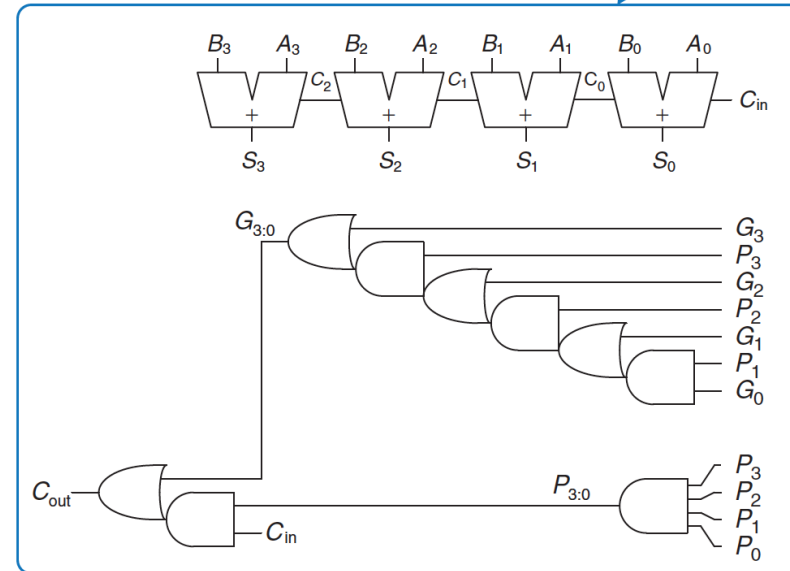 B3 A3 B2 A2 B1 A1 B0 A0
C2 C1 C0 Cin
+ + + +
S3 S2 S1 S0
G3:0 G3
P3
G2
P2
G1
P1
G0
P3
P3:0 P2
Cout P1
Cin P0